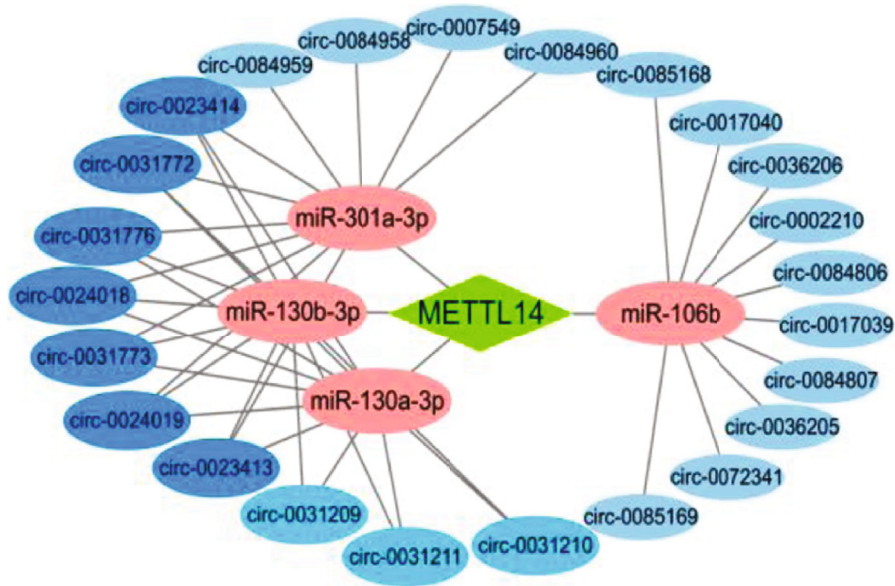 circ-0007549
circ-0084958
circ-0084960
circ-0084959
circ-0085168
circ-0023414
circ-0017040
circ-0031772
circ-0036206
miR-301a-3p
circ-0002210
circ-0031776
circ-0084806
circ-0024018
miR-130b-3p
METTL14
miR-106b
circ-0017039
circ-0031773
circ-0084807
miR-130a-3p
circ-0024019
circ-0036205
circ-0023413
circ-0072341
circ-0031209
circ-0085169
circ-0031211
circ-0031210